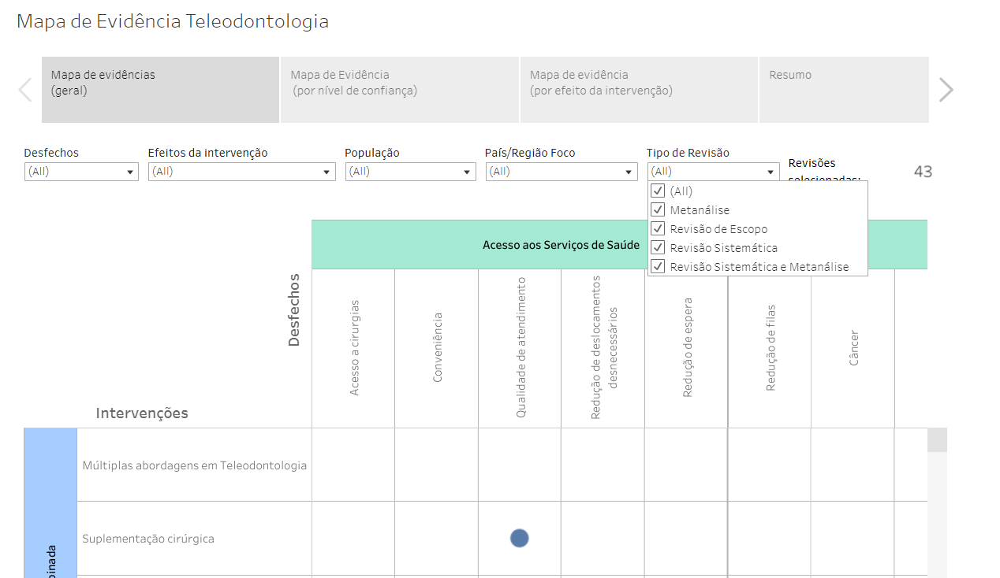 Mapa de Evidência Teleodontologia
Mapa de evidências
(geral)
Mapa de Evidência
(por nível de confiança)
Mapa de evidência
(por efeito da intervenção)
Resumo
Desfechos
(All)
Efeitos da intervenção
(All)
População
(All)
País/Região Foco
(All)
Tipo de Revisão
(All)
Revisões
selecionadas:
43
(All)
Metanálise
Revisão de Escopo
Revisão Sistemática
Revisão Sistemática e Metanálise
Acesso aos Serviços de Saúde
Desfechos
Acesso a cirurgias
Conveniência
Qualidade de atendimento
Redução de deslocamentos
desnecessários
Redução de espera
Redução de filas
Câncer
Intervenções
Múltiplas abordagens em Teleodontologia
Suplementação cirúrgica